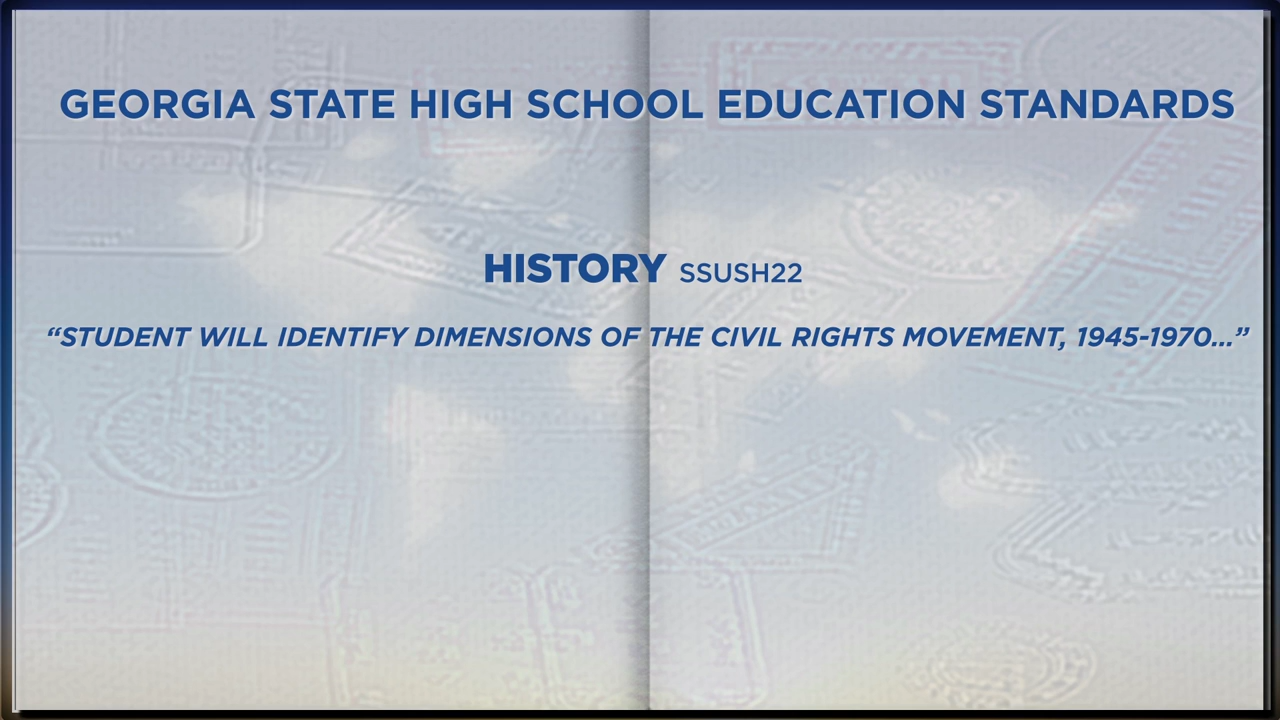 GEORGIA STATE HIGH SCHOOL EDUCATION STANDARDS
HISTORY SSUSH22
“STUDENT WILL IDENTIFY DIMENSIONS OF THE CIVIL RIGHTS MOVEMENT, 1945-1970...”